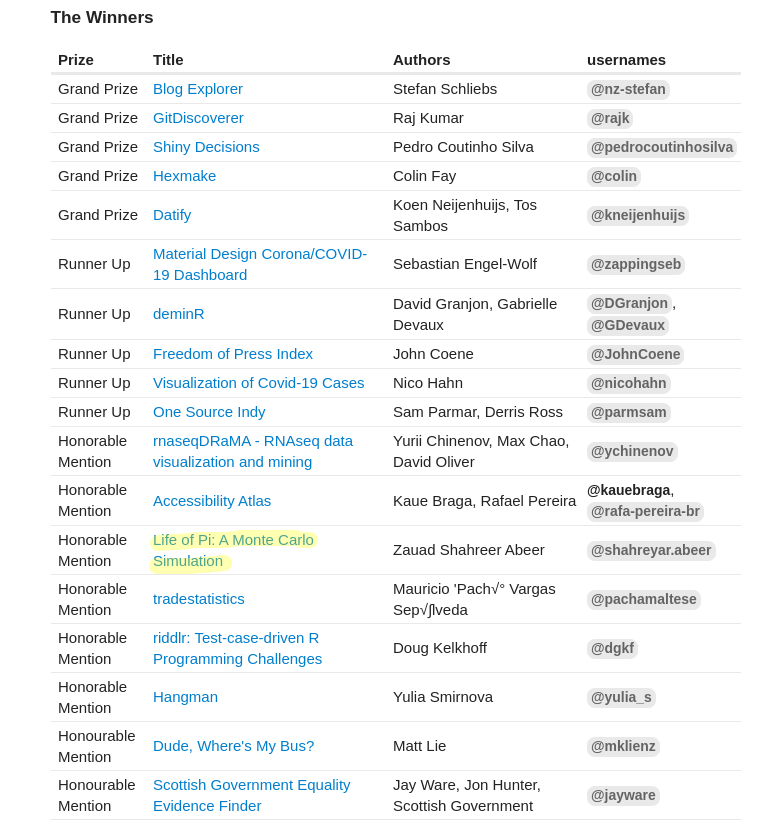 The Winners
Prize Title Authors usernames
Grand Prize Blog Explorer Stefan Schliebs @nz-stefan
Grand Prize GitDiscoverer Raj Kumar @rajk
Grand Prize Shiny Decisions Pedro Coutinho Silva @pedrocoutinhosilva
Grand Prize Hexmake Colin Fay @colin
Grand Prize Datify Koen Neijenhuijs, Tos
Sambos @kneijenhuijs
Runner Up Material Design Corona/COVID-
19 Dashboard Sebastian Engel-Wolf @zappingseb
Runner Up deminR David Granjon, Gabrielle
Devaux @DGranjon,
@GDevaux
Runner Up Freedom of Press Index John Coene @JohnCoene
Runner Up Visualization of Covid-19 Cases Nico Hahn @nicohahn
Runner Up One Source Indy Sam Parmar, Derris Ross @parmsam
Honorable
Mention rnaseqDRaMA - RNAseq data
visualization and mining Yurii Chinenov, Max Chao,
David Oliver @ychinenov
Honorable
Mention Accessibility Atlas Kaue Braga, Rafael Pereira @kauebraga,
@rafa-pereira-br
Honorable
Mention Life of Pi: A Monte Carlo
Simulation Zauad Shahreer Abeer @shahreyar.abeer
Honorable
Mention tradestatistics Mauricio 'Pach√° Vargas
Sep√∫lveda @pachamaltese
Honorable
Mention riddlr: Test-case-driven R
Programming Challenges Doug Kelkhoff @dgkf
Honorable
Mention Hangman Yulia Smirnova @yulia_s
Honourable
Mention Dude, Where's My Bus? Matt Lie @mklienz
Honourable
Mention Scottish Government Equality
Evidence Finder Jay Ware, Jon Hunter,
Scottish Government @jayware